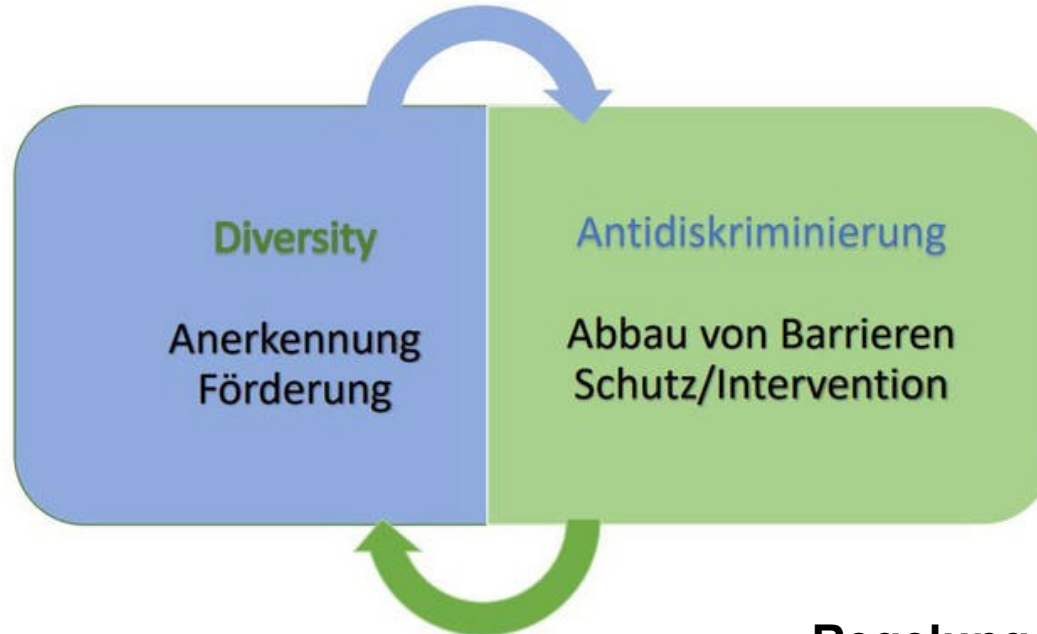 Diversity
Anerkennung
Förderung
Antidiskriminierung
Abbau von Barrieren
Schutz/Intervention